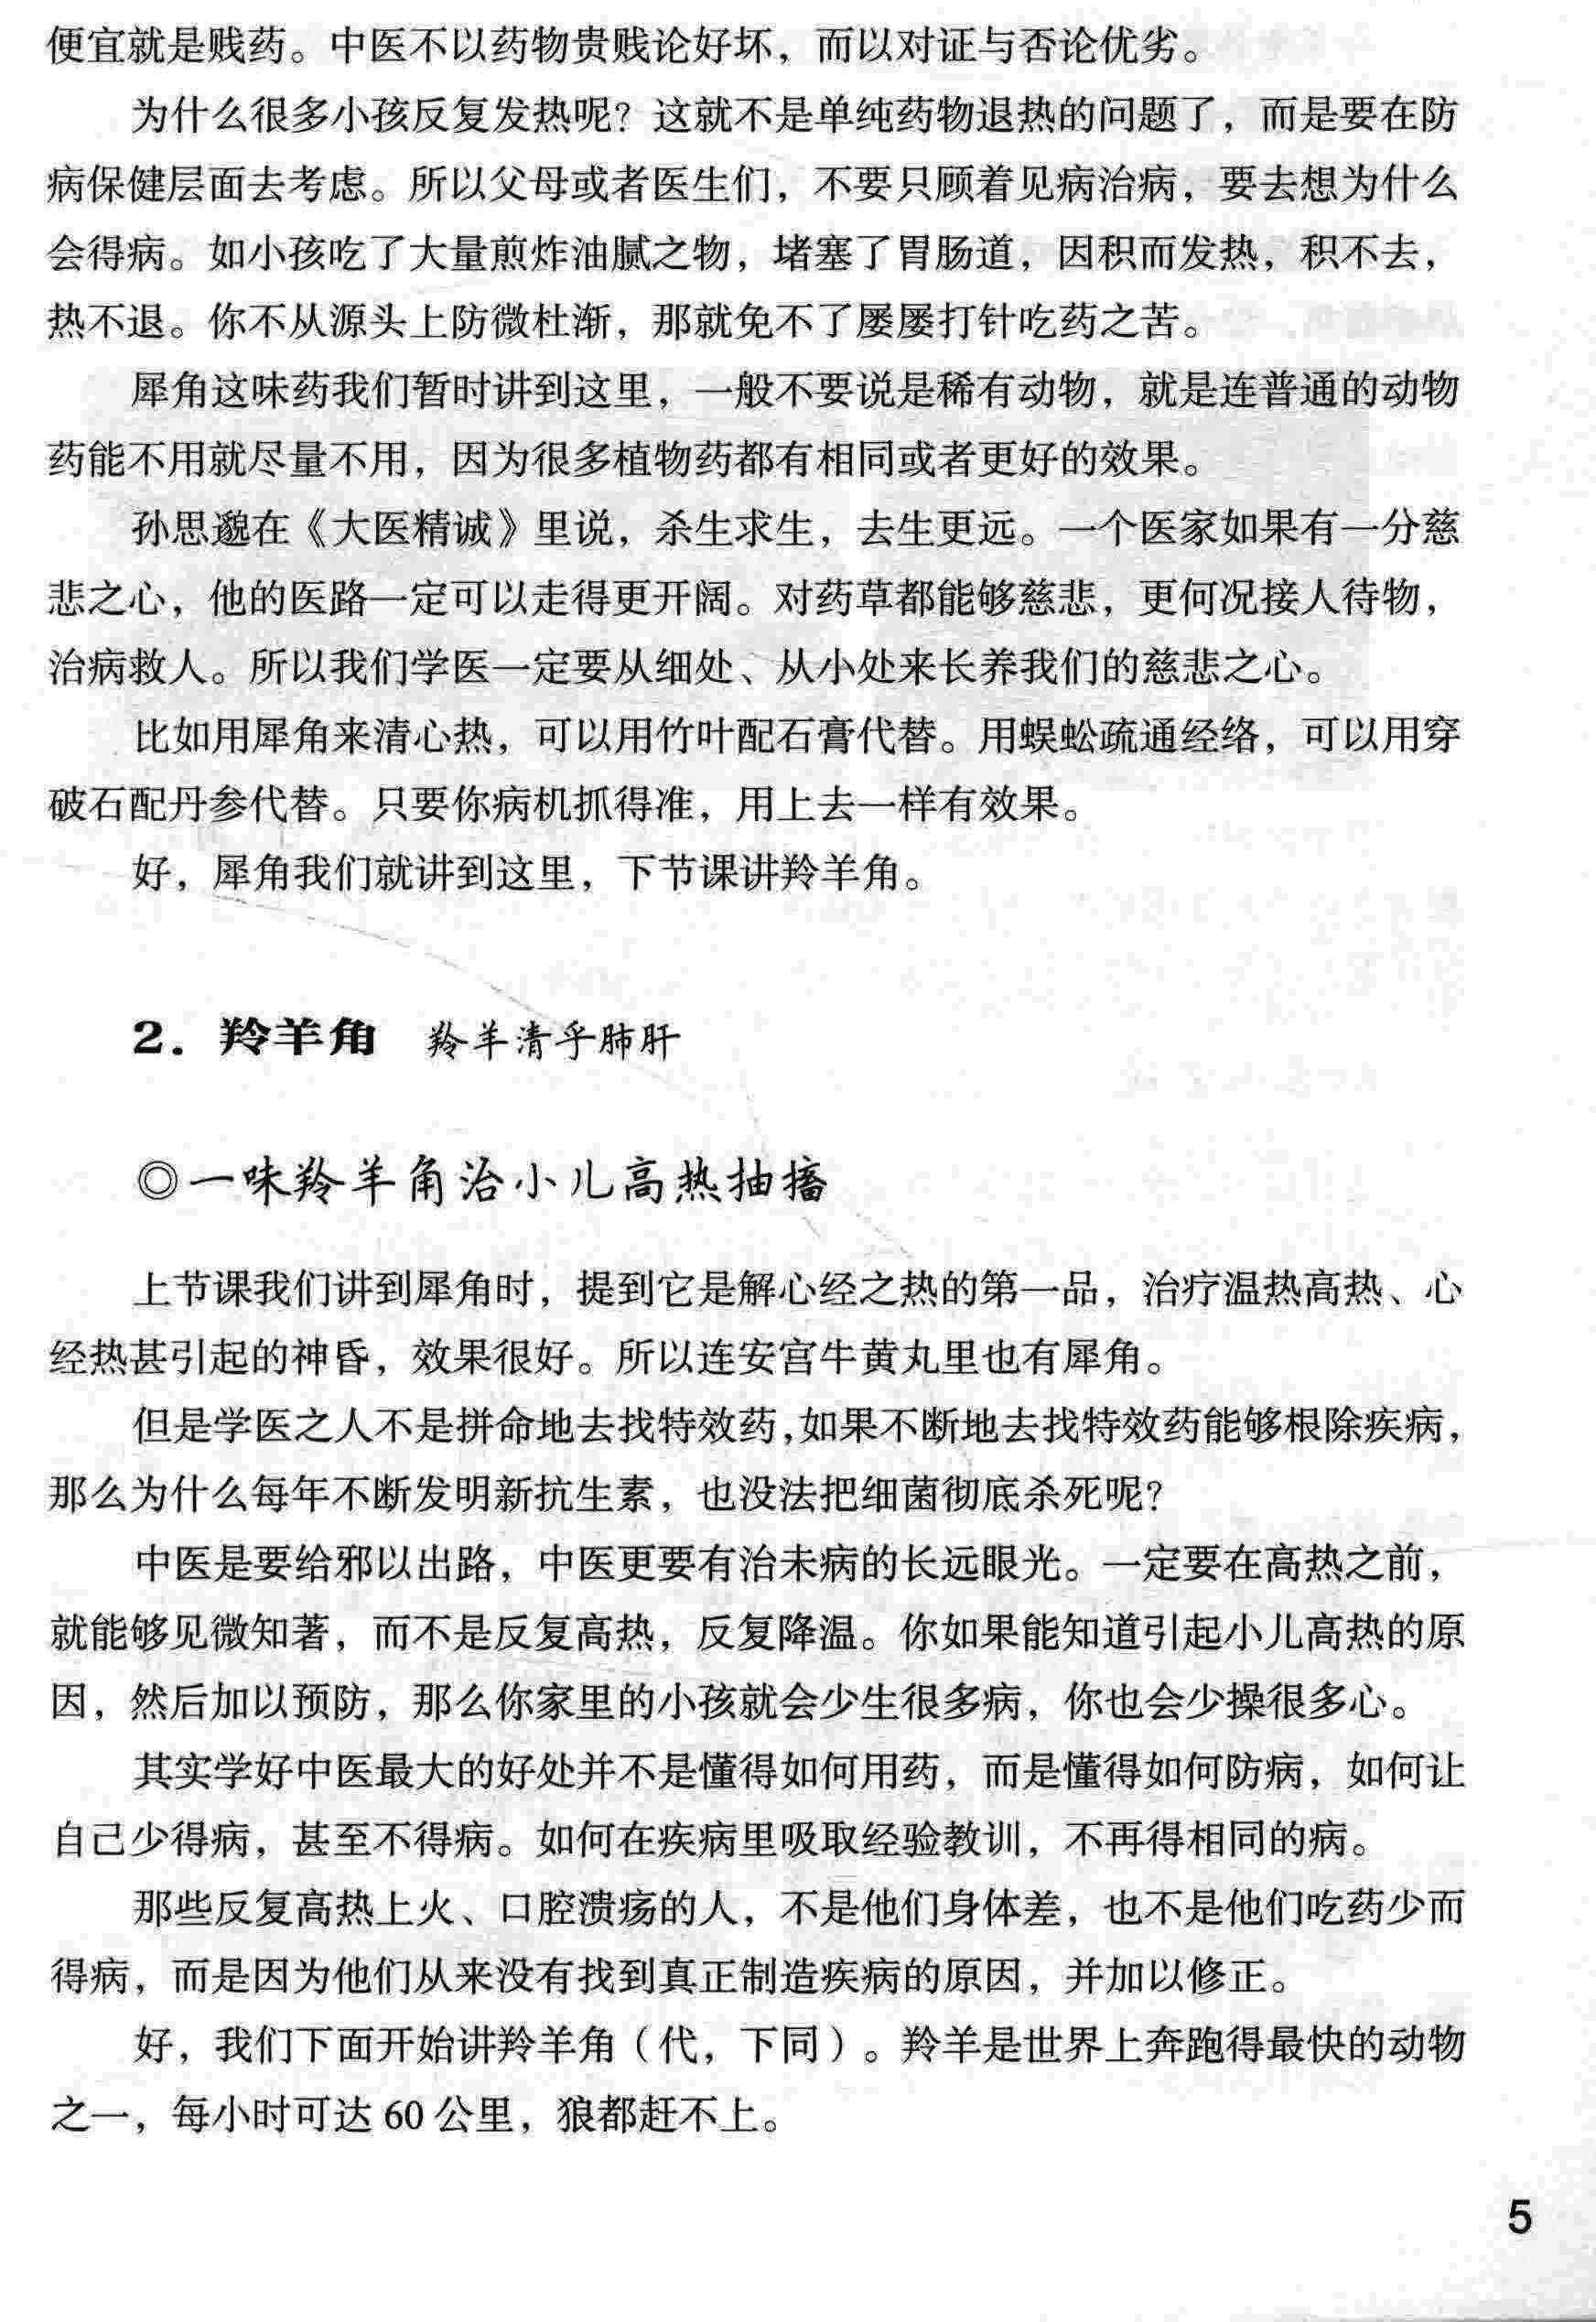 便宜就是贱药。中医不以药物贵贱论好坏，而以对证与否论优劣。
为什么很多小孩反复发热呢？这就不是单纯药物退热的问题了，而是要在防
病保健层面去考虑。所以父母或者医生们，不要只顾着见病治病，要去想为什么
会得病。如小孩吃了大量煎炸油腻之物，堵塞了胃肠道，因积而发热，积不去，
热不退。你不从源头上防微杜渐，那就免不了屡屡打针吃药之苦。
犀角这味药我们暂时讲到这里，一般不要说是稀有动物，就是连普通的动物
药能不用就尽量不用，因为很多植物药都有相同或者更好的效果。
孙思邈在《大医精诚》里说，杀生求生，去生更远。一个医家如果有一分慈
悲之心，他的医路一定可以走得更开阔。对药草都能够慈悲，更何况接人待物，
治病救人。所以我们学医一定要从细处、从小处来长养我们的慈悲之心。
比如用犀角来清心热，可以用竹叶配石膏代替。用蜈蚣疏通经络，可以用穿
破石配丹参代替。只要你病机抓得准，用上去一样有效果。
好，犀角我们就讲到这里，下节课讲羚羊角。
2. 羚羊角 羚羊清乎肺肝
◎一味羚羊角治小儿高热抽搐
上节课我们讲到犀角时，提到它是解心经之热的第一品，治疗温热高热、心
经热甚引起的神昏，效果很好。所以连安宫牛黄丸里也有犀角。
但是学医之人不是拼命地去找特效药，如果不断地去找特效药能够根除疾病，
那么为什么每年不断发明新抗生素，也没法把细菌彻底杀死呢？
中医是要给邪以出路，中医更要有治未病的长远眼光。一定要在高热之前，
就能够见微知著，而不是反复高热，反复降温。你如果能知道引起小儿高热的原
因，然后加以预防，那么你家里的小孩就会少生很多病，你也会少操很多心。
其实学好中医最大的好处并不是懂得如何用药，而是懂得如何防病，如何让
自己少得病，甚至不得病。如何在疾病里吸取经验教训，不再得相同的病。
那些反复高热上火、口腔溃疡的人，不是他们身体差，也不是他们吃药少而
得病，而是因为他们从来没有找到真正制造疾病的原因，并加以修正。
好，我们下面开始讲羚羊角（代，下同）。羚羊是世界上奔跑得最快的动物
之一，每小时可达 60 公里，狼都赶不上。
5